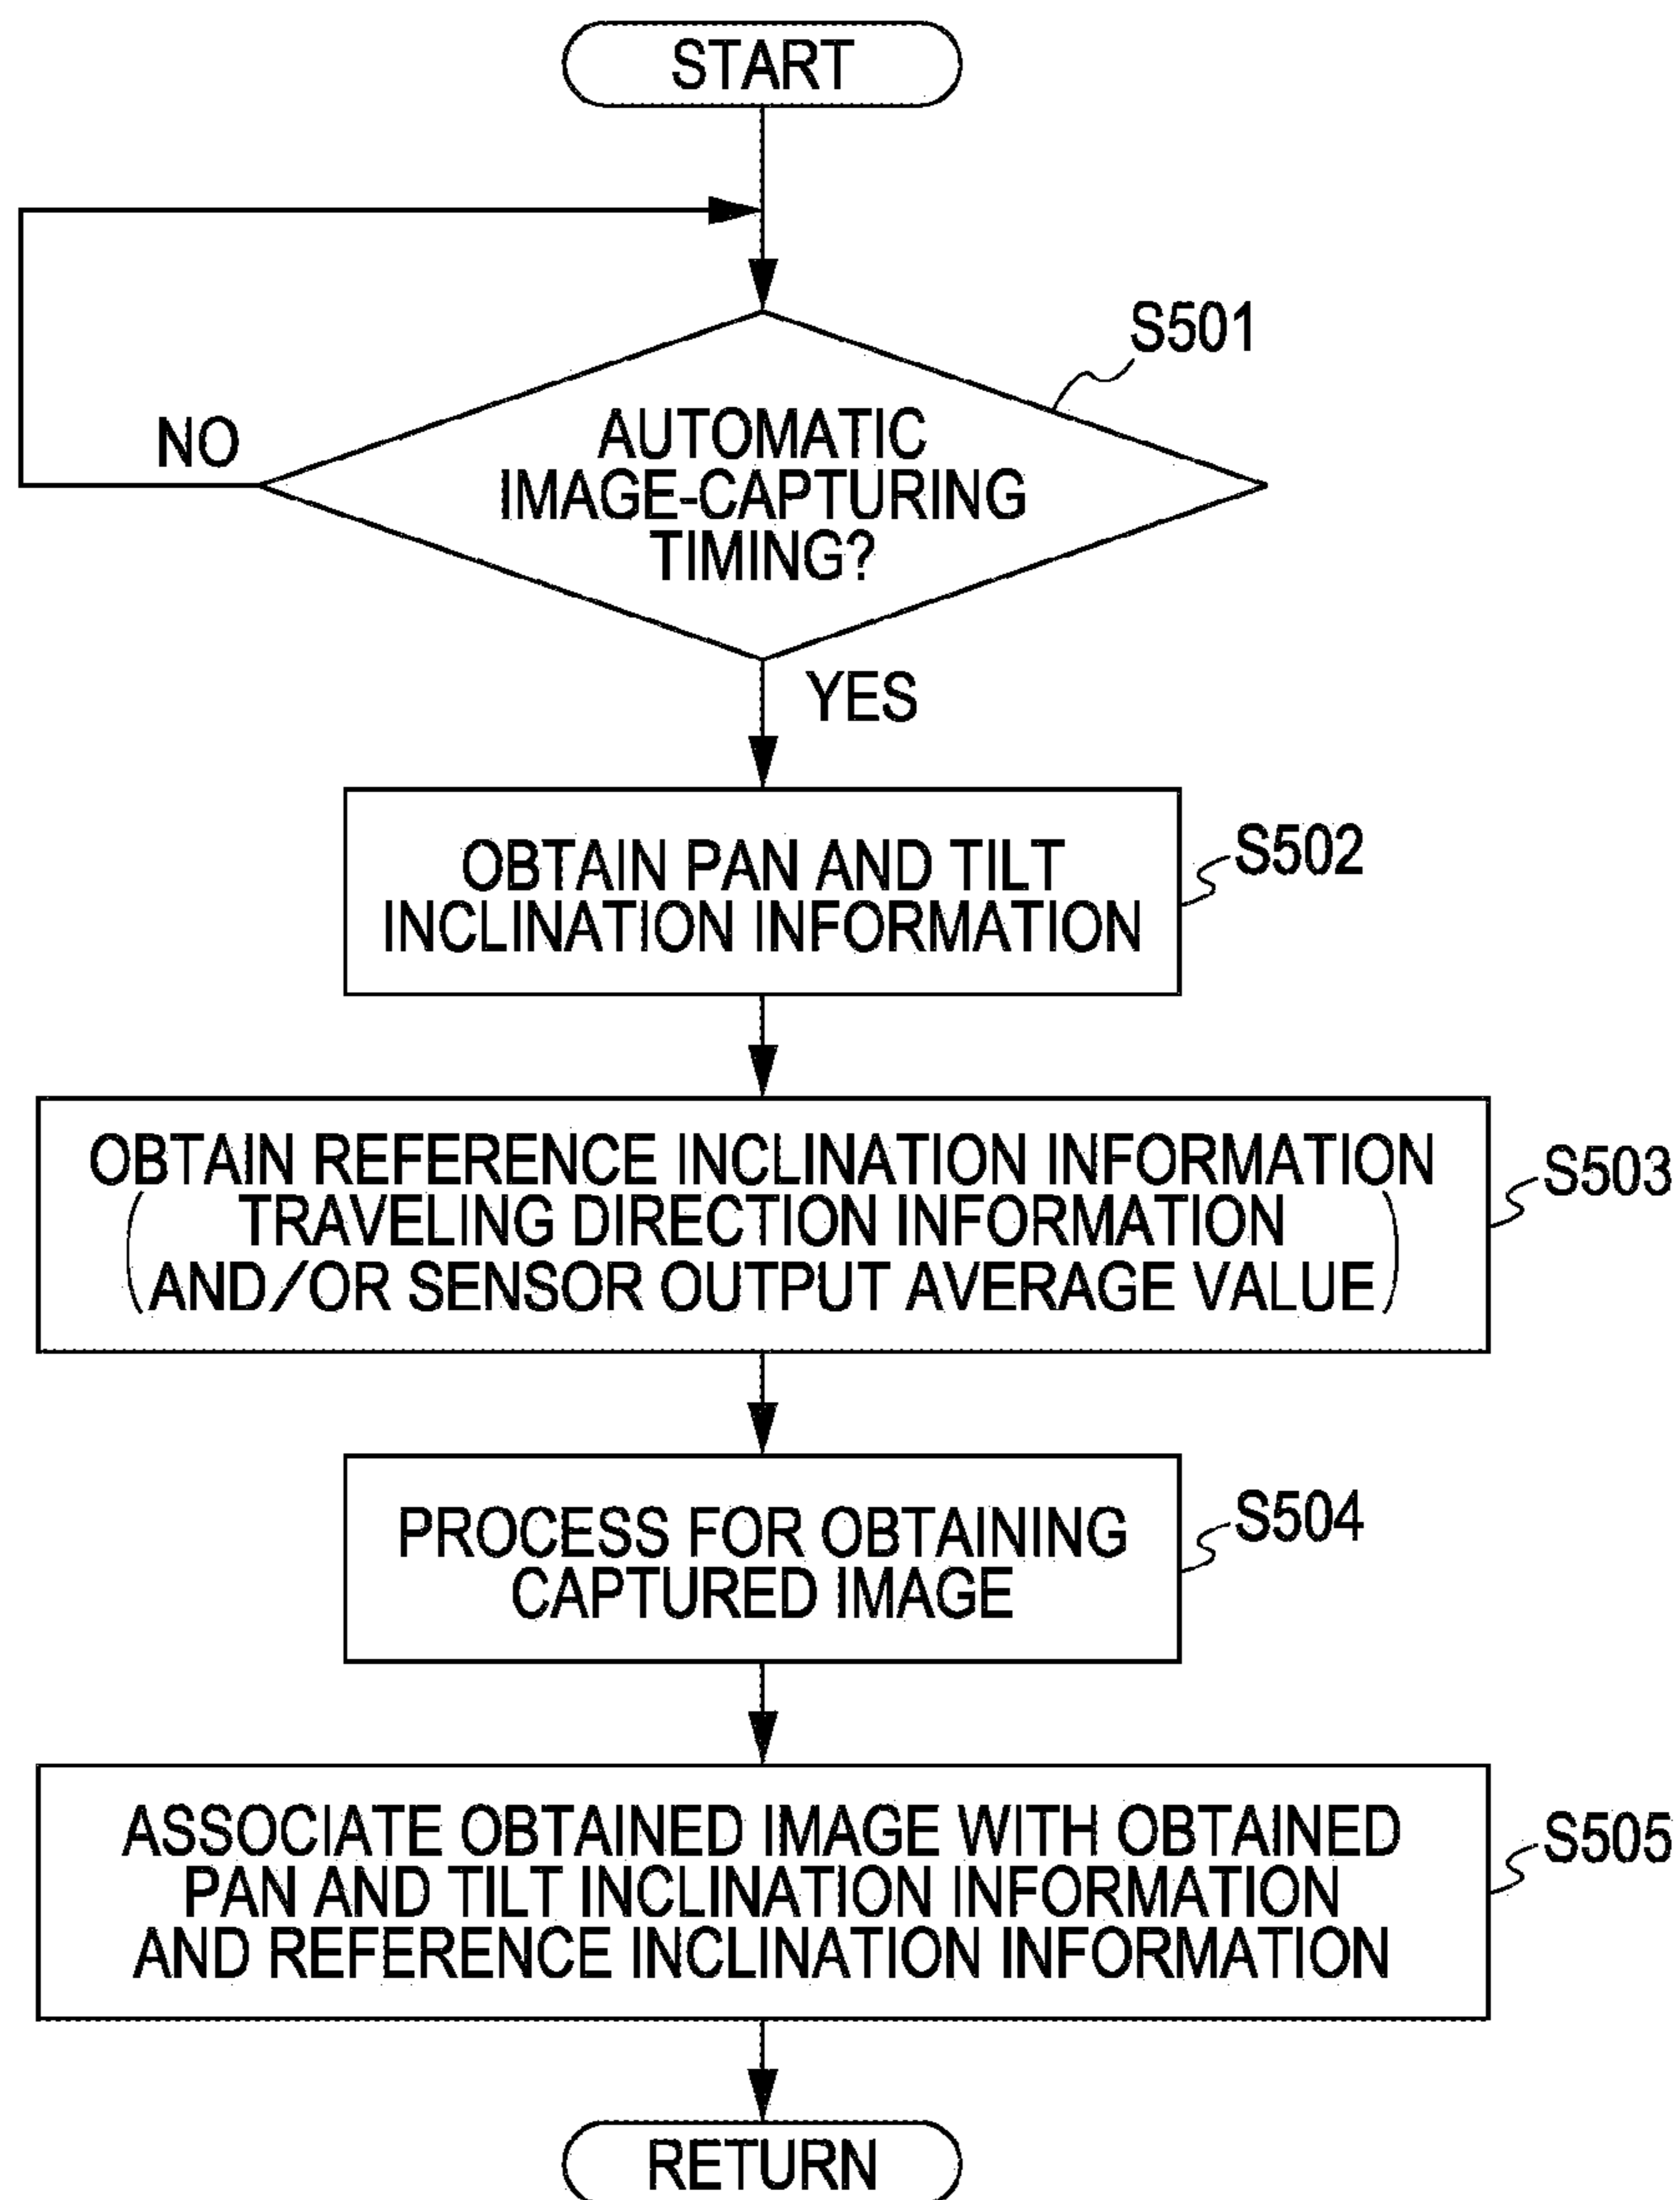 START
S501
NO
AUTOMATIC
IMAGE-CAPTURING
TIMING?
YES
OBTAIN PAN AND TILT
INCLINATION INFORMATION
S502
OBTAIN REFERENCE INCLINATION INFORMATION
(TRAVELING DIRECTION INFORMATION
AND/OR SENSOR OUTPUT AVERAGE VALUE)
S503
PROCESS FOR OBTAINING
CAPTURED IMAGE
S504
ASSOCIATE OBTAINED IMAGE WITH OBTAINED
PAN AND TILT INCLINATION INFORMATION
AND REFERENCE INCLINATION INFORMATION
S505
RETURN